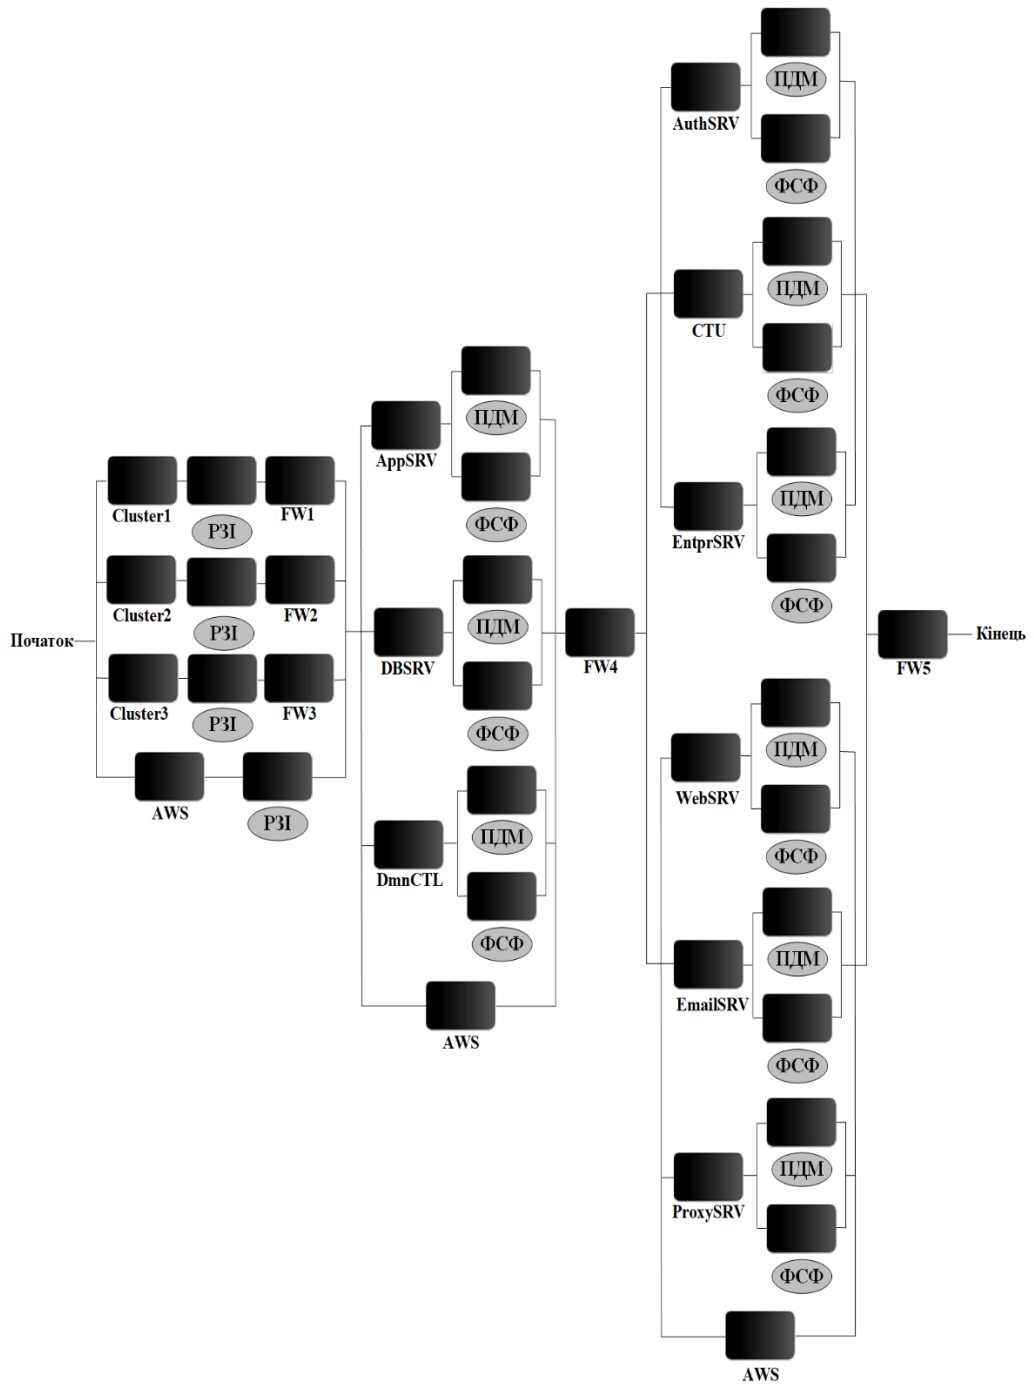 ПДМ
AuthSRV
ФСФ
ПДМ
CTU
ФСФ
ПДМ
AppSRV
ФСФ
ПДМ
EntprSRV
ФСФ
Cluster1
РЗІ
FW1
Cluster2
РЗІ
FW2
Початок
Cluster3
РЗІ
FW3
AWS
РЗІ
ПДМ
DBSRV
ФСФ
FW4
Кінець
FW5
ПДМ
WebSRV
ФСФ
ПДМ
DmnCTL
ФСФ
AWS
ПДМ
EmailSRV
ФСФ
ПДМ
ProxySRV
ФСФ
AWS